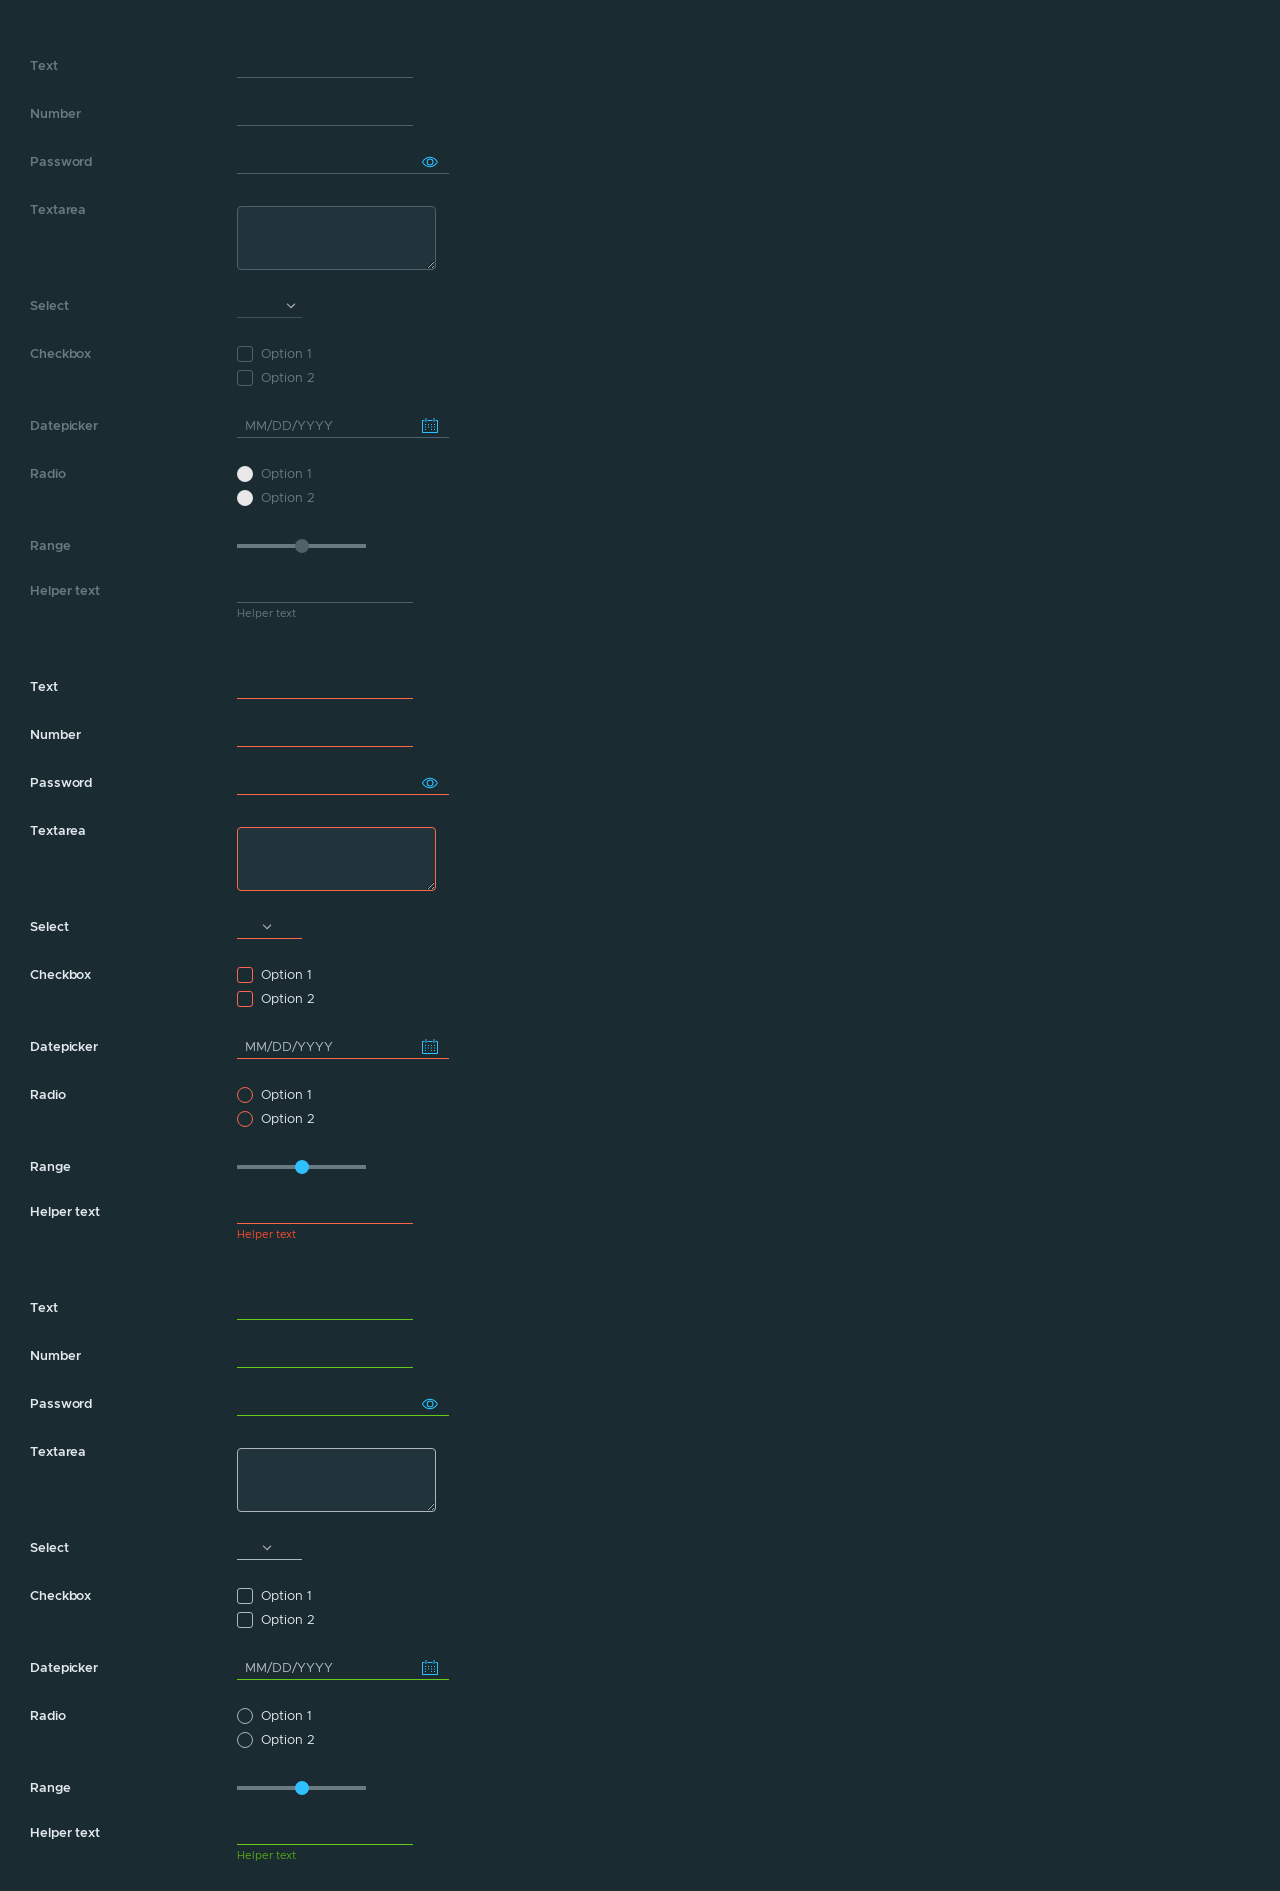 Text
Number
Password
Textarea
Select
Checkbox
Option 1
Option 2
Datepicker
MM/DD/YYYY
Radio
Option 1
Option 2
Range
Helper text
Helper text
Text
Number
Password
Textarea
Select
Checkbox
Option 1
Option 2
Datepicker
MM/DD/YYYY
Radio
Option 1
Option 2
Range
Helper text
Helper text
Text
Number
Password
Textarea
Select
Checkbox
Option 1
Option 2
Datepicker
MM/DD/YYYY
Radio
Option 1
Option 2
Range
Helper text
Helper text